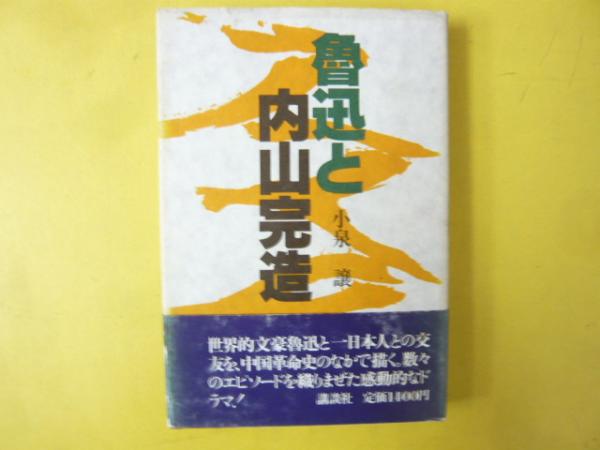 魯迅と
内山完造
小泉 譲
世界的文豪魯迅と一日本人との交
友を、中国革命史のなかで描く。数々
のエピソードを織りまぜた感動的なド
ラマ！
講談社 定価1400円